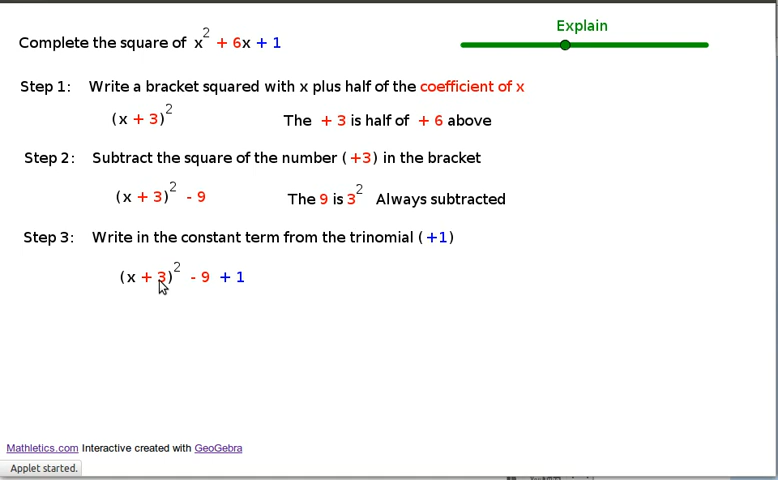 Explain
Complete the square of x² + 6x + 1
Step 1: Write a bracket squared with x plus half of the coefficient of x
(x + 3)² The + 3 is half of + 6 above
Step 2: Subtract the square of the number (+3) in the bracket
(x + 3)² - 9 The 9 is 3² Always subtracted
Step 3: Write in the constant term from the trinomial (+1)
(x + 3)² - 9 + 1
Mathletics.com Interactive created with GeoGebra
Applet started.